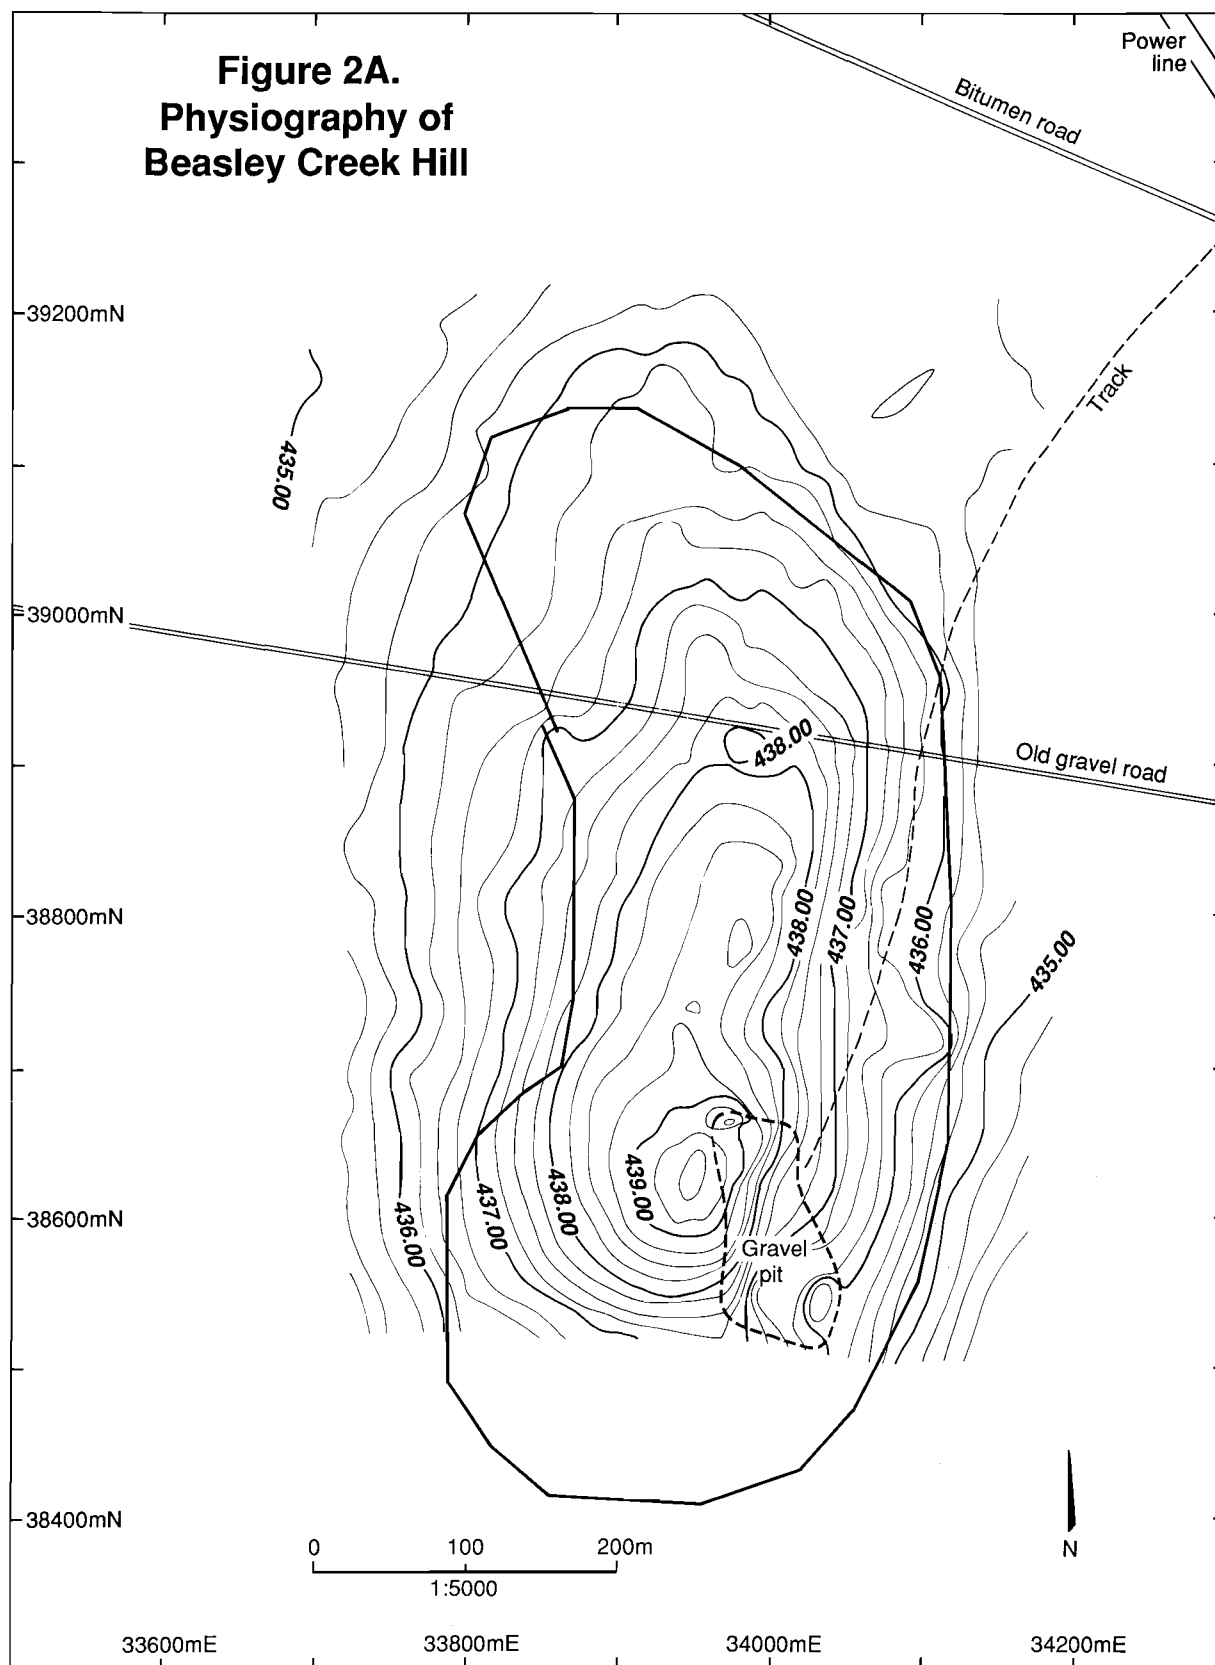 Figure 2A.
Physiography of
Beasley Creek Hill
Power
line
Bitumen road
39200mN
Track
435.00
39000mN
438.00
Old gravel road
38800mN
438.00
437.00
436.00
435.00
439.00
438.00
437.00
436.00
38600mN
Gravel
pit
38400mN
0 100 200m
1:5000
N
33600mE 33800mE 34000mE 34200mE